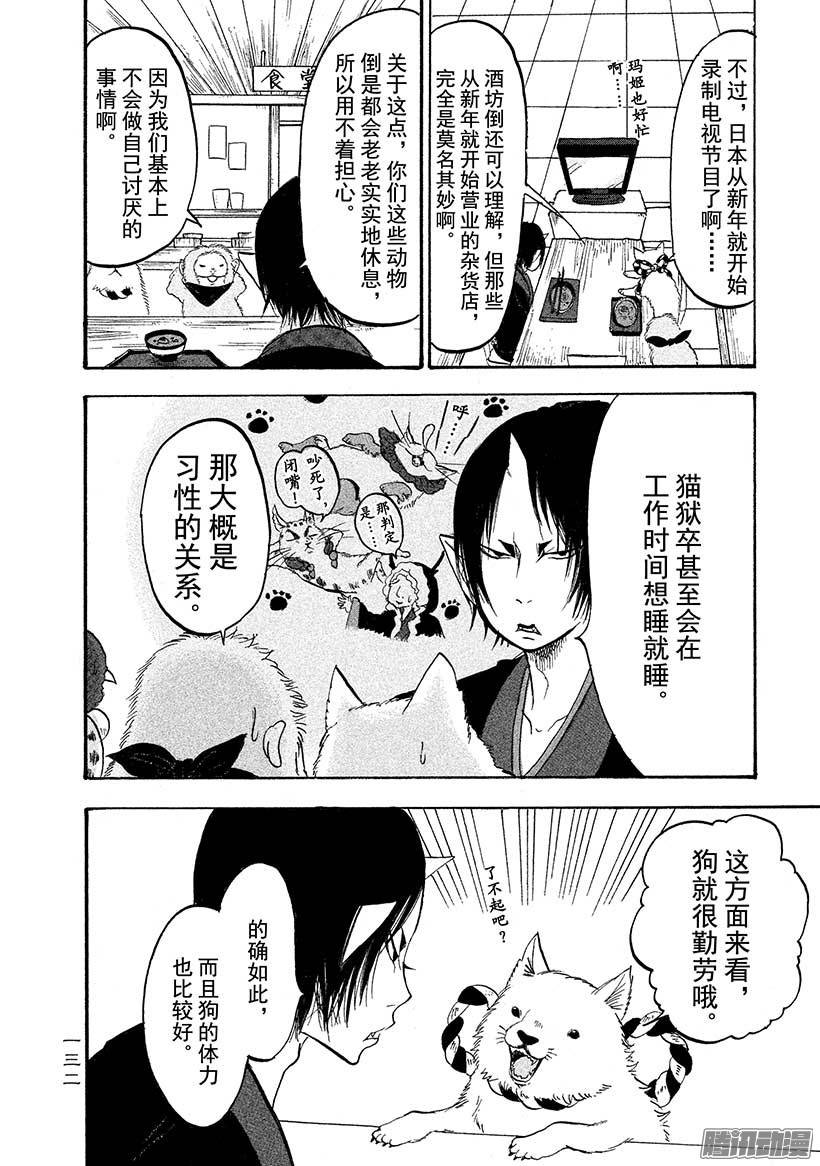 不过，日本从新年就开始
录制电视节目了啊……
玛姬也好忙
啊……
酒坊倒还可以理解，但那些
从新年就开始营业的杂货店，
完全是莫名其妙啊。
关于这点，你们这些动物
倒是都会老老实实地休息，
所以用不着担心。
食堂
因为我们基本上
不会做自己讨厌的
事情啊。
猫狱卒甚至会在
工作时间想睡就睡。
呼……
吵死了，
闭嘴！
那判定
是……
那大概是
习性的关系。
这方面来看，
狗就很勤劳哦。
了不起吧？
的确如此，
而且狗的体力
也比较好。
一三二
腾讯动漫